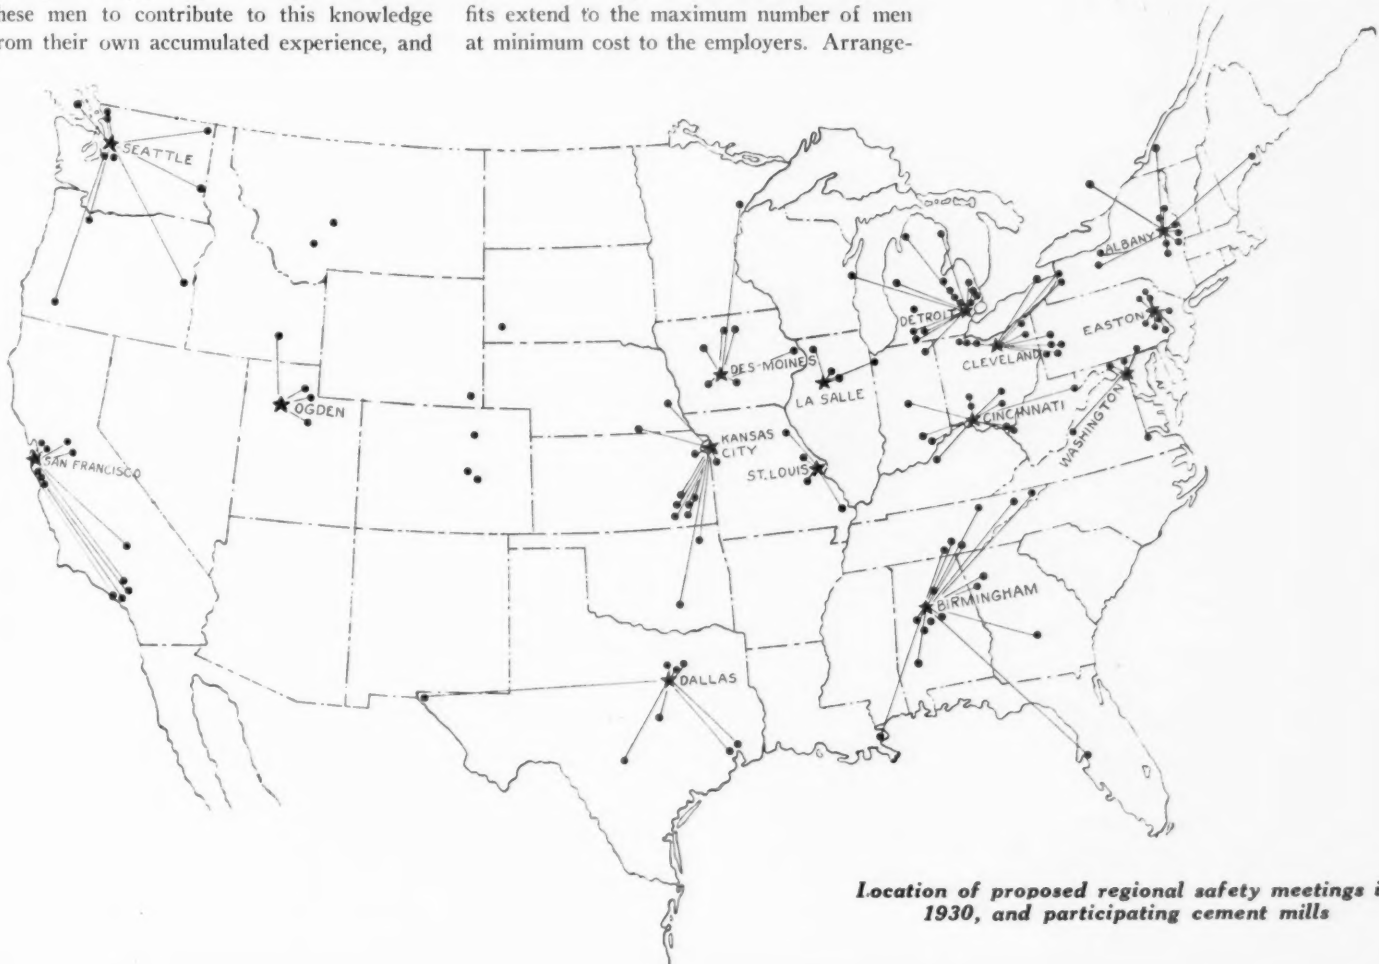 hese men to contribute to this knowledge
rom their own accumulated experience, and
fits extend to the maximum number of men
at minimum cost to the employers. Arrange-
SEATTLE
ALBANY
DETROIT
EASTON
CLEVELAND
DES-MOINES
LA SALLE
OGDEN
CINCINNATI
WASHINGTON
KANSAS
CITY
SAN FRANCISCO
ST. LOUIS
BIRMINGHAM
DALLAS
Location of proposed regional safety meetings i
1930, and participating cement mills